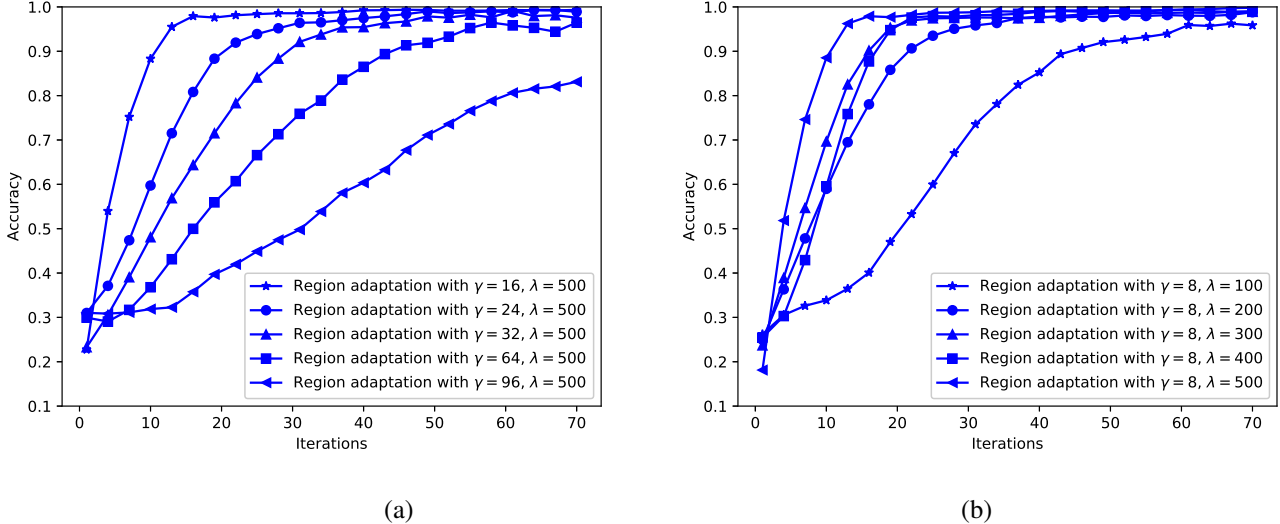 1.0
0.9
0.8
0.7
0.6
0.5
0.4
0.3
0.2
0.1
Accuracy
0 10 20 30 40 50 60 70
Iterations
Region adaptation with γ = 16, λ = 500
Region adaptation with γ = 24, λ = 500
Region adaptation with γ = 32, λ = 500
Region adaptation with γ = 64, λ = 500
Region adaptation with γ = 96, λ = 500
(a)
1.0
0.9
0.8
0.7
0.6
0.5
0.4
0.3
0.2
0.1
Accuracy
0 10 20 30 40 50 60 70
Iterations
Region adaptation with γ = 8, λ = 100
Region adaptation with γ = 8, λ = 200
Region adaptation with γ = 8, λ = 300
Region adaptation with γ = 8, λ = 400
Region adaptation with γ = 8, λ = 500
(b)